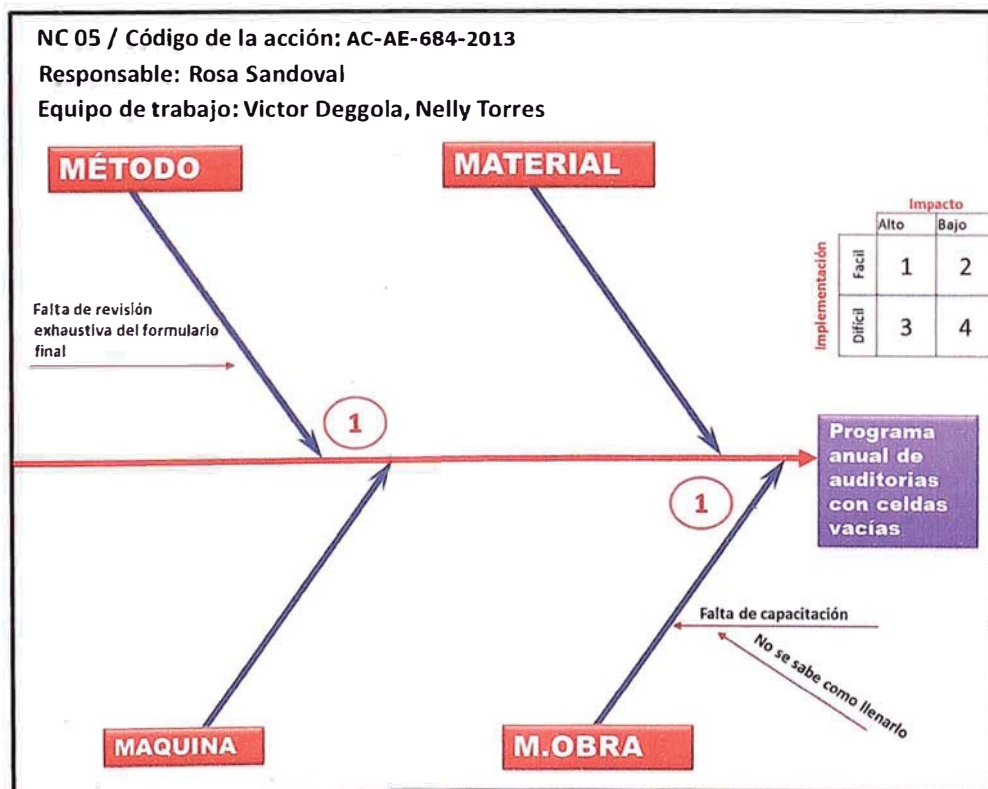 NC 05 / Código de la acción: AC-AE-684-2013
Responsable: Rosa Sandoval
Equipo de trabajo: Victor Deggola, Nelly Torres
MÉTODO
MATERIAL
Impacto
Alto Bajo
Implementación
Facil
1 2
Difícil
3 4
Falta de revisión
exhaustiva del formulario
final
1
Programa
anual de
auditorias
con celdas
vacías
1
Falta de capacitación
No se sabe como llenarlo
MAQUINA
M.OBRA